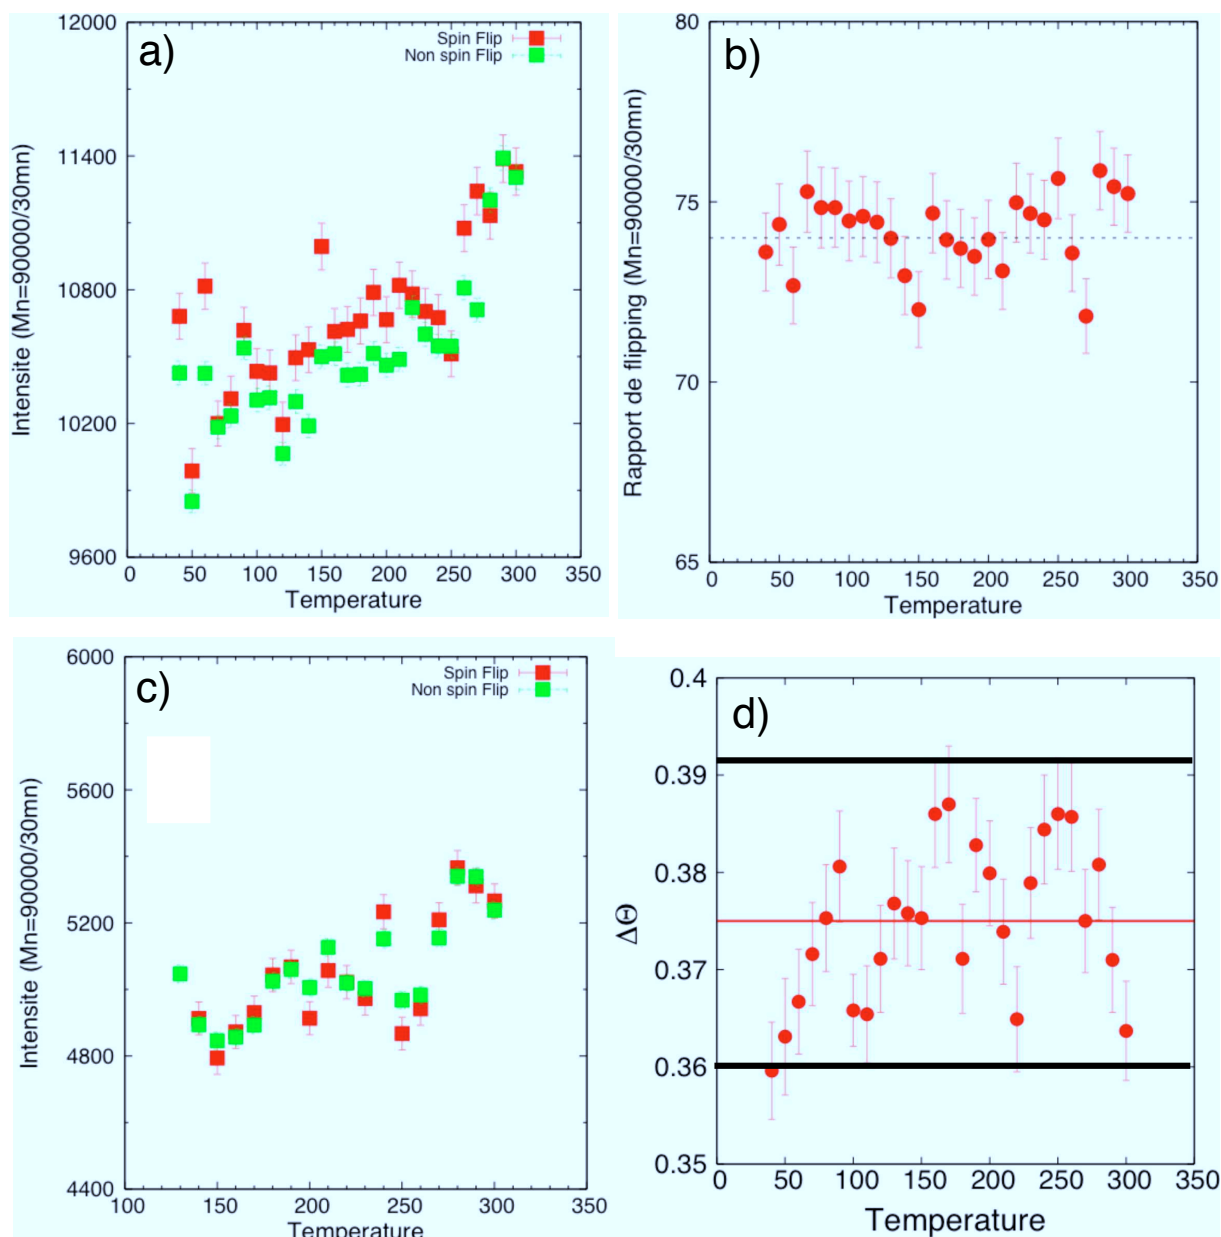 a)
Spin Flip
Non spin Flip
Intensite (Mn=90000/30mn)
12000
11400
10800
10200
9600
0 50 100 150 200 250 300 350
Temperature
b)
Rapport de flipping (Mn=90000/30mn)
80
75
70
65
0 50 100 150 200 250 300 350
Temperature
c)
Spin Flip
Non spin Flip
Intensite (Mn=90000/30mn)
6000
5600
5200
4800
4400
100 150 200 250 300 350
Temperature
d)
ΔΘ
0.4
0.39
0.38
0.37
0.36
0.35
0 50 100 150 200 250 300 350
Temperature